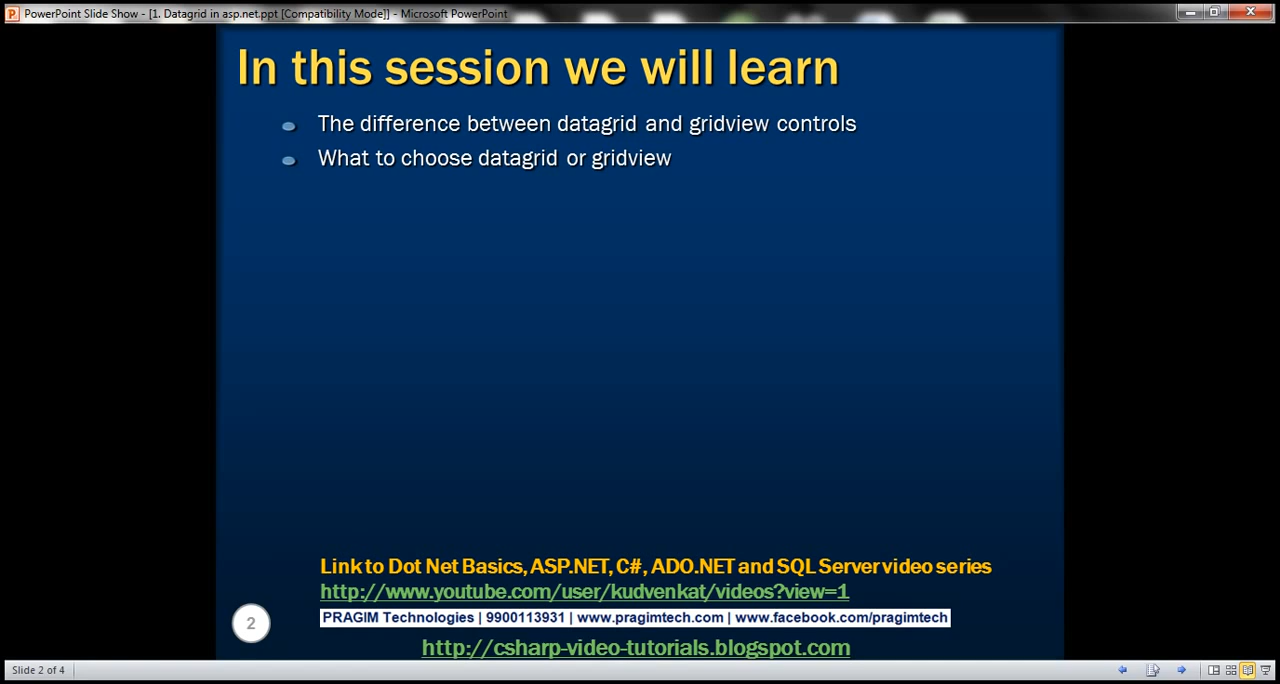 PowerPoint Slide Show - [1. Datagrid in asp.net.ppt [Compatibility Mode]] - Microsoft PowerPoint
In this session we will learn
The difference between datagrid and gridview controls
What to choose datagrid or gridview
Link to Dot Net Basics, ASP.NET, C#, ADO.NET and SQL Server video series
http://www.youtube.com/user/kudvenkat/videos?view=1
PRAGIM Technologies | 9900113931 | www.pragimtech.com | www.facebook.com/pragimtech
2
http://csharp-video-tutorials.blogspot.com
Slide 2 of 4